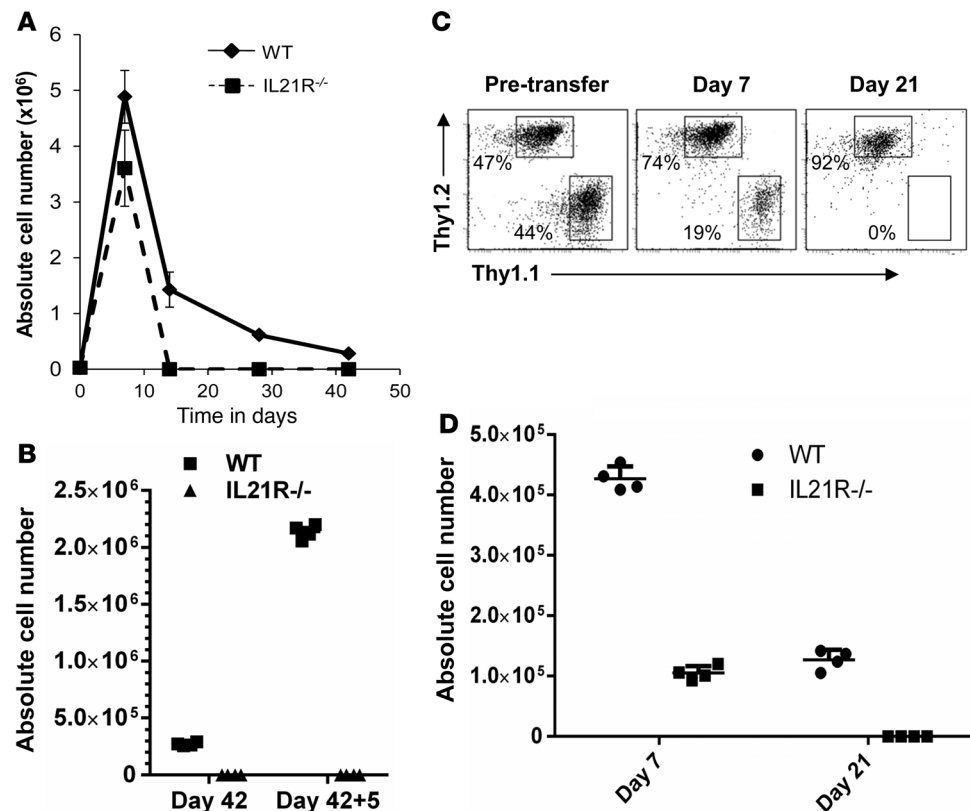 A
Absolute cell number (x10⁶)
6
5
4
3
2
1
0
0 10 20 30 40 50
Time in days
WT
IL21R⁻/⁻
C
Pre-transfer Day 7 Day 21
Thy1.2
47% 74% 92%
44% 19% 0%
Thy1.1
B
WT
IL21R-/-
Absolute cell number
2.5×10⁶
2.0×10⁶
1.5×10⁶
1.0×10⁶
5.0×10⁵
0
Day 42 Day 42+5
D
WT
IL21R-/-
Absolute cell number
5.0×10⁵
4.0×10⁵
3.0×10⁵
2.0×10⁵
1.0×10⁵
0
Day 7 Day 21